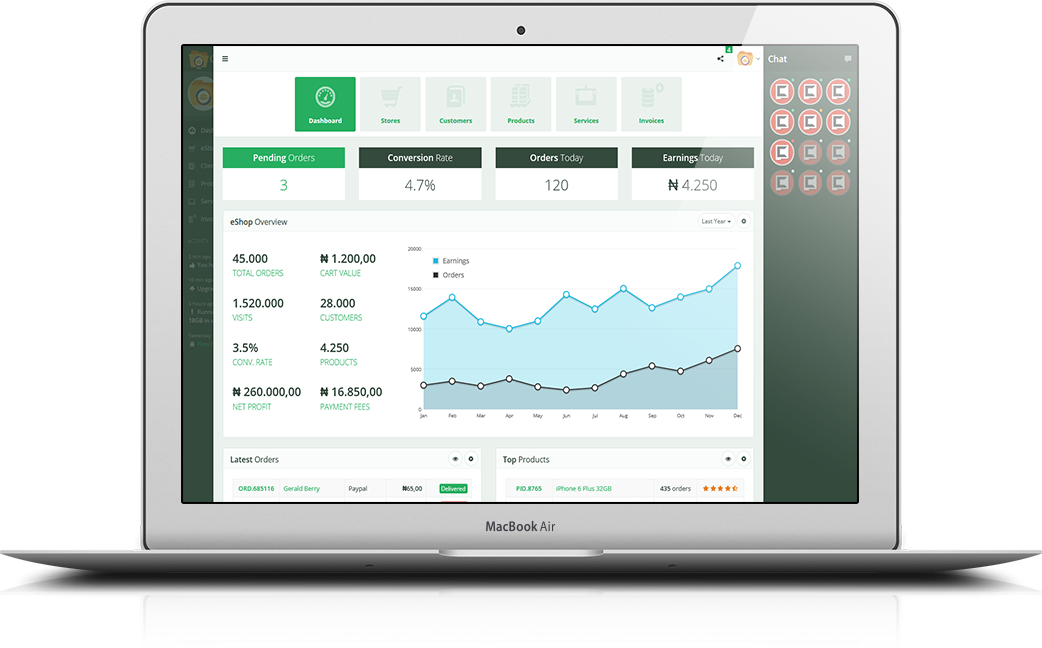 4
Chat
Dashboard
Stores
Customers
Products
Services
Invoices
Pending Orders
Conversion Rate
Orders Today
Earnings Today
3
4.7%
120
₦ 4.250
eShop Overview
Last Year
45.000
₦ 1.200,00
TOTAL ORDERS
CART VALUE
1.520.000
28.000
VISITS
CUSTOMERS
3.5%
4.250
CONV. RATE
PRODUCTS
₦ 260.000,00
₦ 16.850,00
NET PROFIT
PAYMENT FEES
20000
Earnings
Orders
15000
10000
5000
0
Jan Feb Mar Apr May Jun Jul Aug Sep Oct Nov Dec
Latest Orders
Top Products
ORD.685116 Gerald Berry Paypal ₦65,00 Delivered
PID.8765 iPhone 6 Plus 32GB 435 orders
MacBook Air